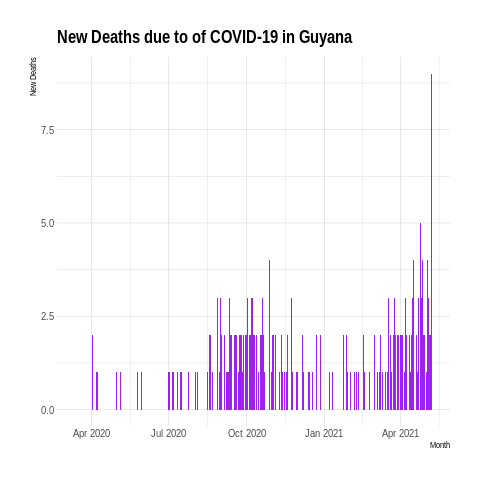 New Deaths due to of COVID-19 in Guyana
New Deaths
7.5
5.0
2.5
0.0
Apr 2020 Jul 2020 Oct 2020 Jan 2021 Apr 2021
Month